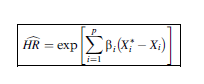 \widehat{HR} = \exp\left[\sum_{i=1}^{p} \beta_i (X_i^* - X_i)\right]